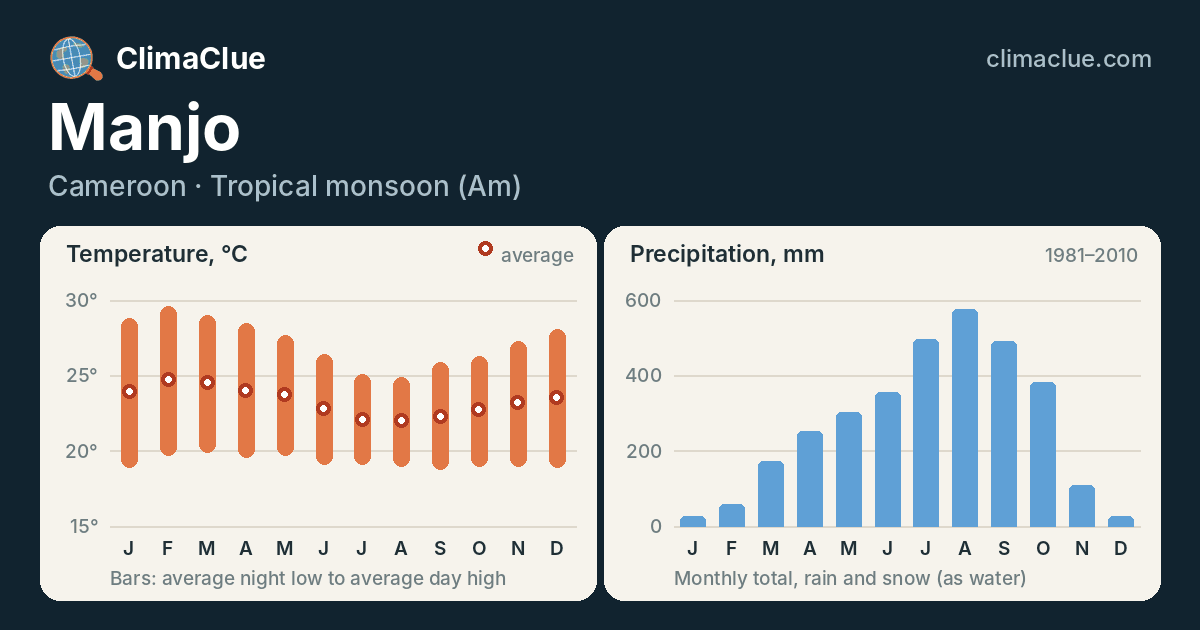 ClimaClue
climaclue.com
Manjo
Cameroon · Tropical monsoon (Am)
Temperature, °C
average
30°
25°
20°
15°
J F M A M J J A S O N D
Bars: average night low to average day high
Precipitation, mm
1981–2010
600
400
200
0
J F M A M J J A S O N D
Monthly total, rain and snow (as water)